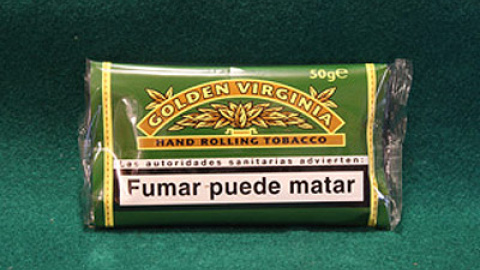 50g℮
GOLDEN VIRGINIA
HAND ROLLING TOBACCO
Las autoridades sanitarias advierten:
Fumar puede matar